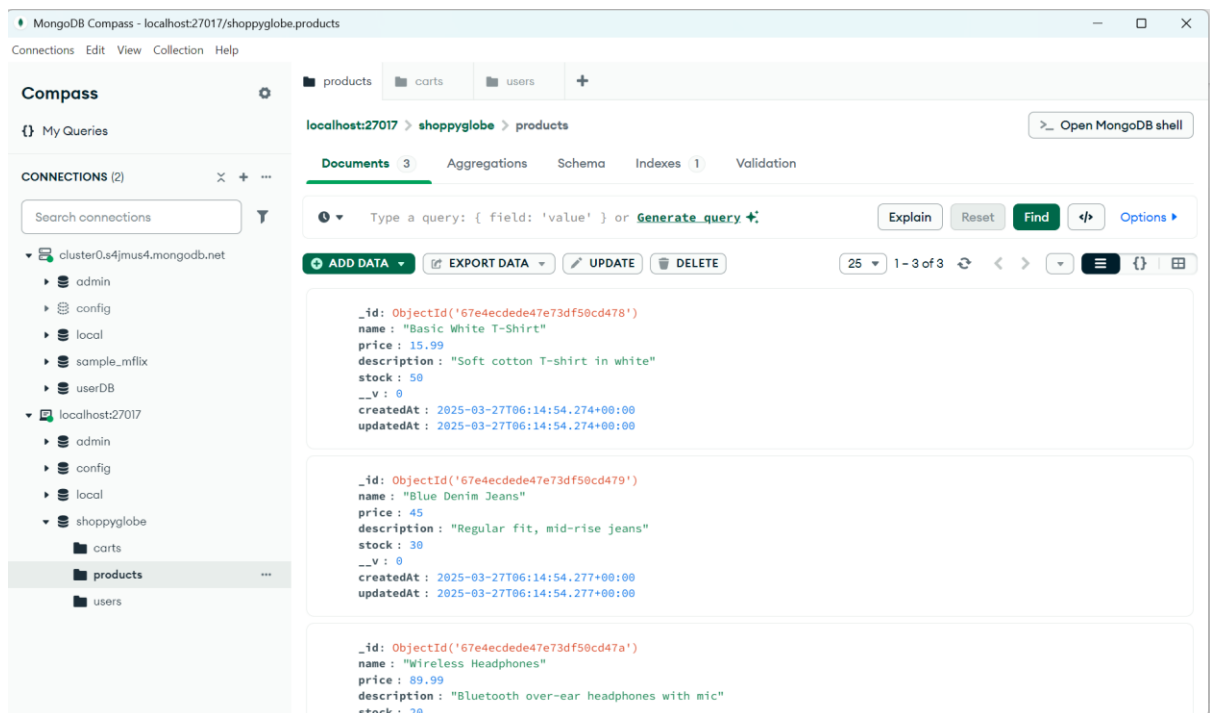 MongoDB Compass - localhost:27017/shoppyglobe.products
Connections Edit View Collection Help
Compass
{} My Queries
CONNECTIONS (2)
Search connections
cluster0.s4jmus4.mongodb.net
admin
config
local
sample_mflix
userDB
localhost:27017
admin
config
local
shoppyglobe
carts
products
users
products carts users +
localhost:27017 > shoppyglobe > products
>_ Open MongoDB shell
Documents 3 Aggregations Schema Indexes 1 Validation
Type a query: { field: 'value' } or Generate query
Explain Reset Find </> Options
ADD DATA EXPORT DATA UPDATE DELETE 25 1 – 3 of 3 {}
_id: ObjectId('67e4ecdede47e73df50cd478')
name : "Basic White T-Shirt"
price : 15.99
description : "Soft cotton T-shirt in white"
stock : 50
__v : 0
createdAt : 2025-03-27T06:14:54.274+00:00
updatedAt : 2025-03-27T06:14:54.274+00:00
_id: ObjectId('67e4ecdede47e73df50cd479')
name : "Blue Denim Jeans"
price : 45
description : "Regular fit, mid-rise jeans"
stock : 30
__v : 0
createdAt : 2025-03-27T06:14:54.277+00:00
updatedAt : 2025-03-27T06:14:54.277+00:00
_id: ObjectId('67e4ecdede47e73df50cd47a')
name : "Wireless Headphones"
price : 89.99
description : "Bluetooth over-ear headphones with mic"
stock : 20